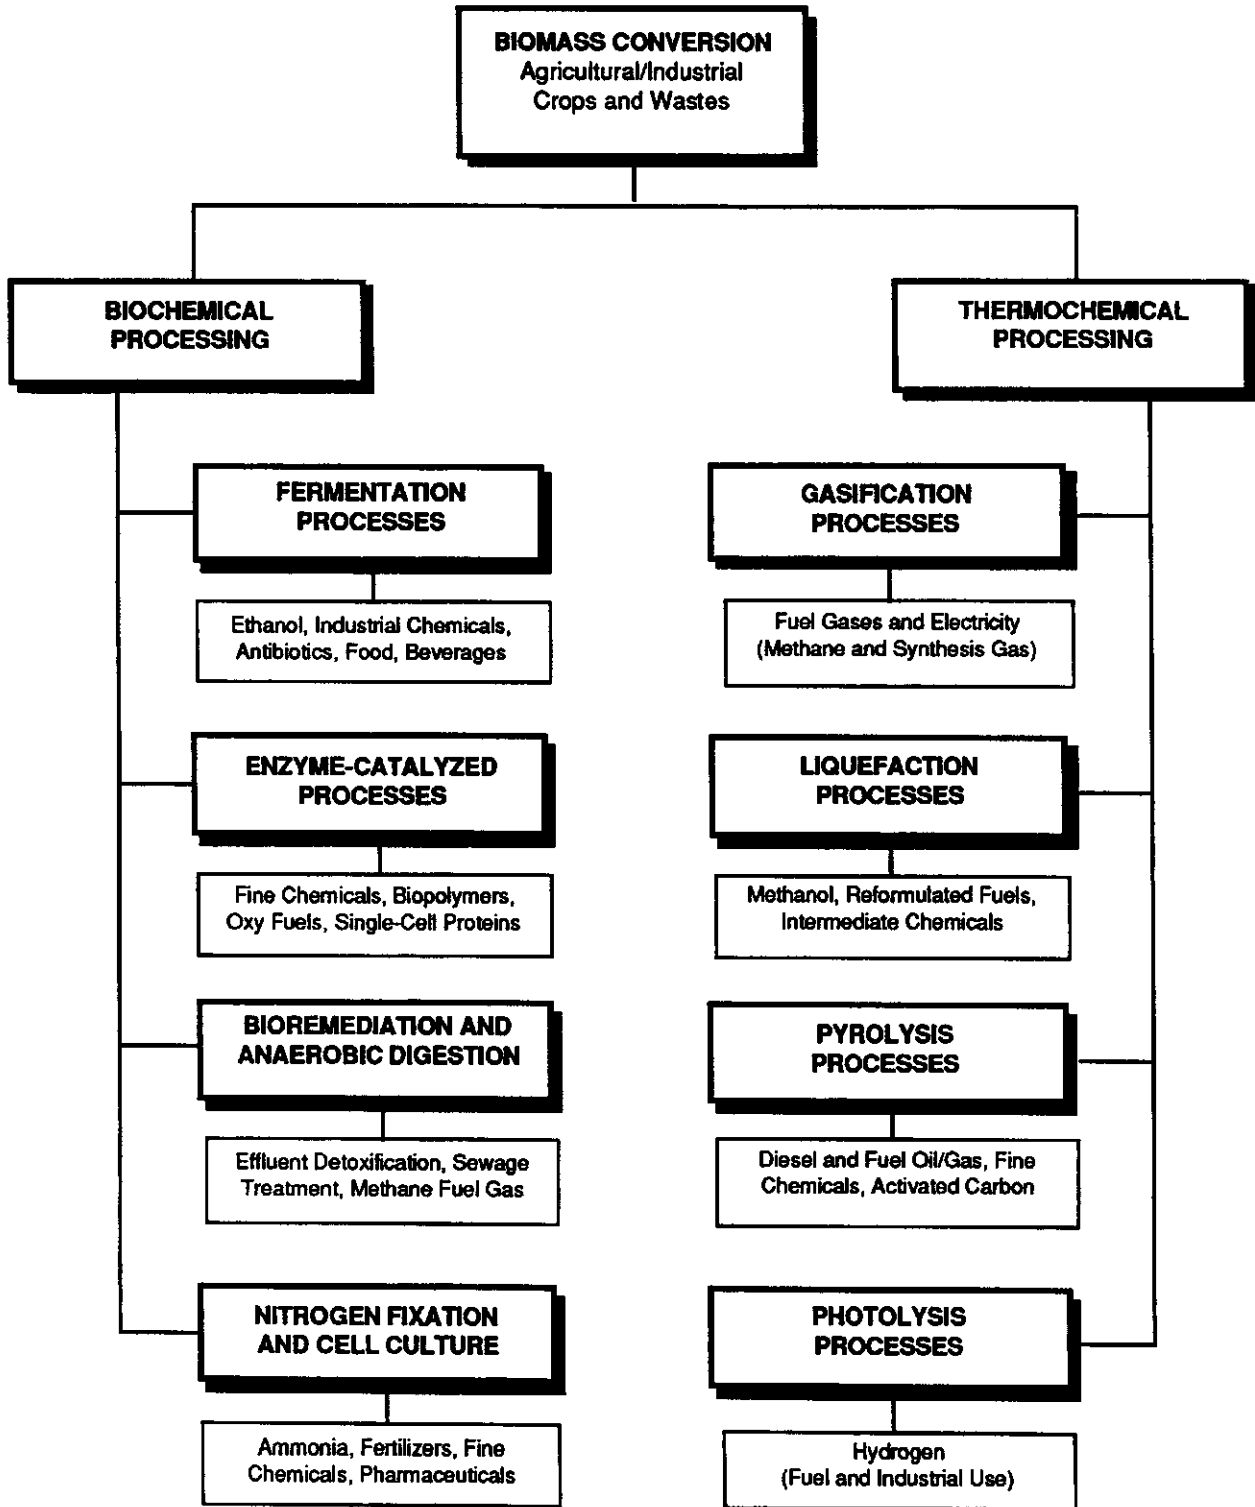 BIOMASS CONVERSION
Agricultural/Industrial
Crops and Wastes
BIOCHEMICAL
PROCESSING
THERMOCHEMICAL
PROCESSING
FERMENTATION
PROCESSES
Ethanol, Industrial Chemicals,
Antibiotics, Food, Beverages
ENZYME-CATALYZED
PROCESSES
Fine Chemicals, Biopolymers,
Oxy Fuels, Single-Cell Proteins
BIOREMEDIATION AND
ANAEROBIC DIGESTION
Effluent Detoxification, Sewage
Treatment, Methane Fuel Gas
NITROGEN FIXATION
AND CELL CULTURE
Ammonia, Fertilizers, Fine
Chemicals, Pharmaceuticals
GASIFICATION
PROCESSES
Fuel Gases and Electricity
(Methane and Synthesis Gas)
LIQUEFACTION
PROCESSES
Methanol, Reformulated Fuels,
Intermediate Chemicals
PYROLYSIS
PROCESSES
Diesel and Fuel Oil/Gas, Fine
Chemicals, Activated Carbon
PHOTOLYSIS
PROCESSES
Hydrogen
(Fuel and Industrial Use)